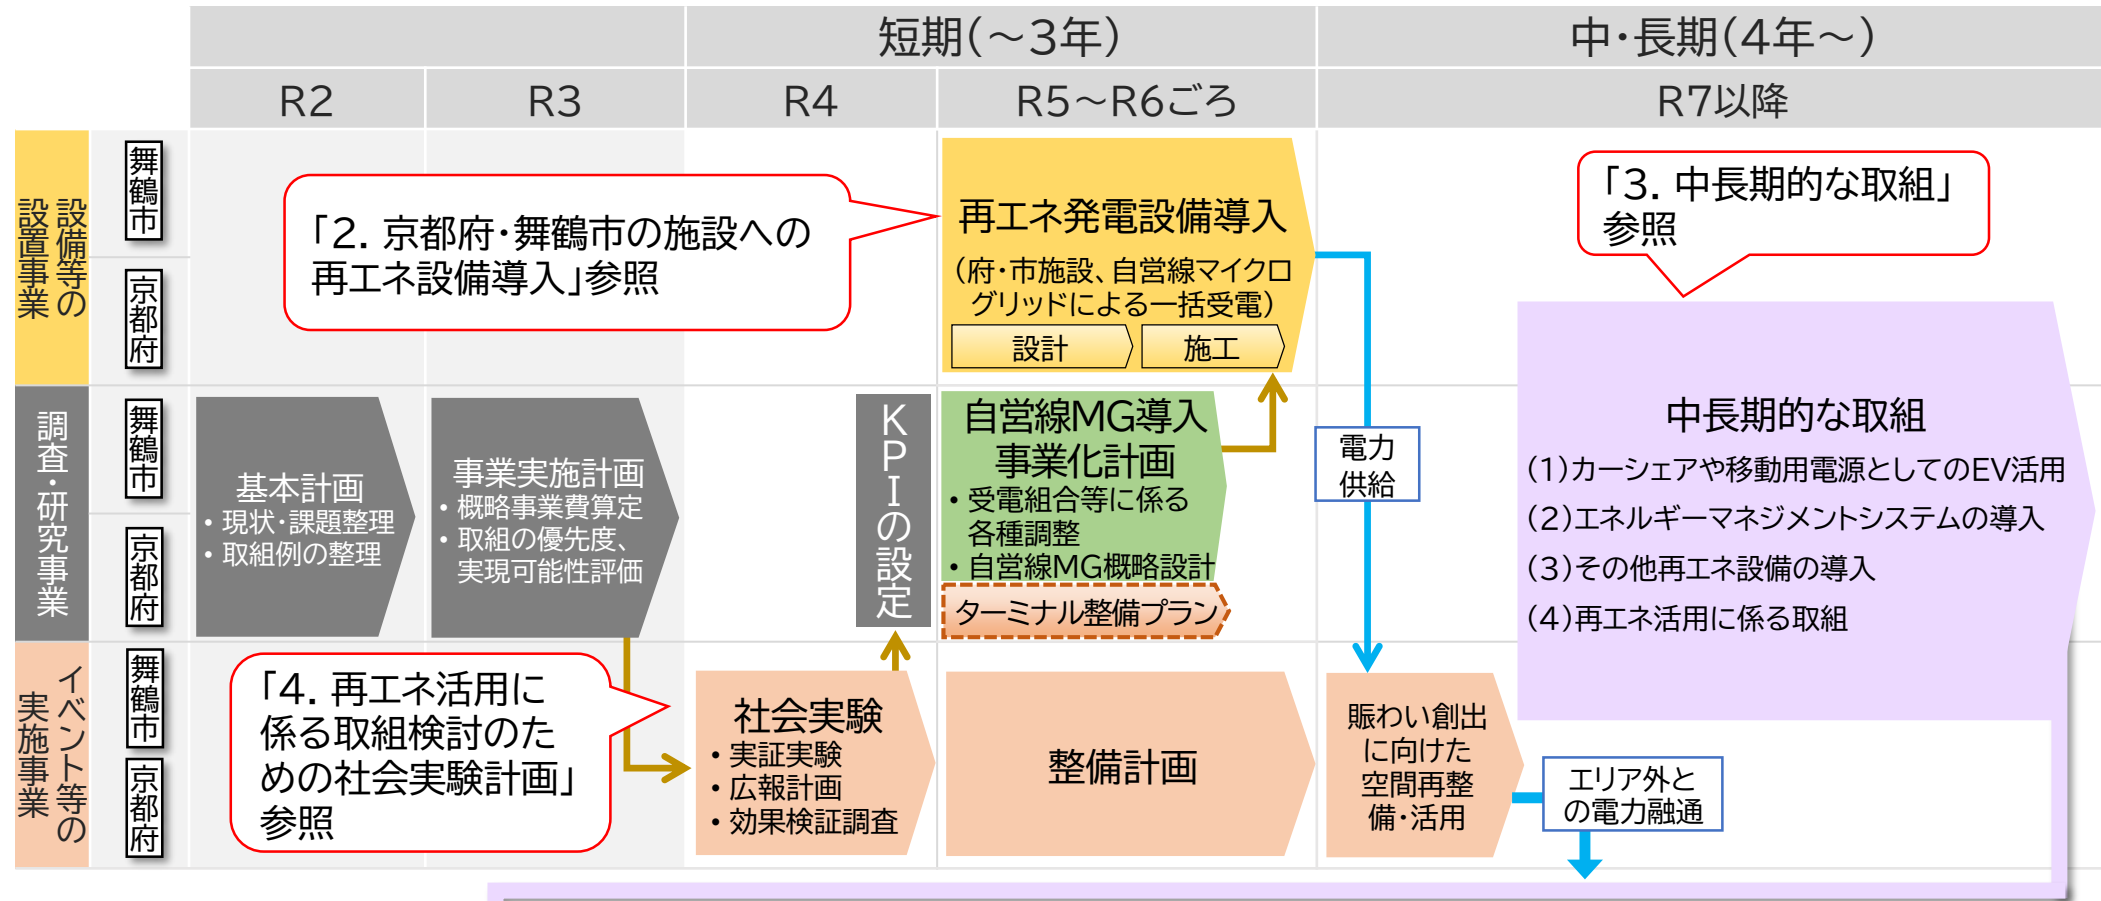 短期(～3年)
中・長期(4年～)
R2
R3
R4
R5～R6ごろ
R7以降
設備等の
設置事業
舞鶴市
京都府
「2. 京都府・舞鶴市の施設への
再エネ設備導入」参照
再エネ発電設備導入
(府・市施設、自営線マイクロ
グリッドによる一括受電)
設計
施工
「3. 中長期的な取組」
参照
調査・研究事業
舞鶴市
京都府
基本計画
・現状・課題整理
・取組例の整理
事業実施計画
・概略事業費算定
・取組の優先度、
実現可能性評価
KPIの設定
自営線MG導入
事業化計画
・受電組合等に係る
各種調整
・自営線MG概略設計
ターミナル整備プラン
電力
供給
中長期的な取組
(1)カーシェアや移動用電源としてのEV活用
(2)エネルギーマネジメントシステムの導入
(3)その他再エネ設備の導入
(4)再エネ活用に係る取組
イベント等の
実施事業
舞鶴市
京都府
「4. 再エネ活用に
係る取組検討のた
めの社会実験計画」
参照
社会実験
・実証実験
・広報計画
・効果検証調査
整備計画
賑わい創出
に向けた
空間再整
備・活用
エリア外と
の電力融通